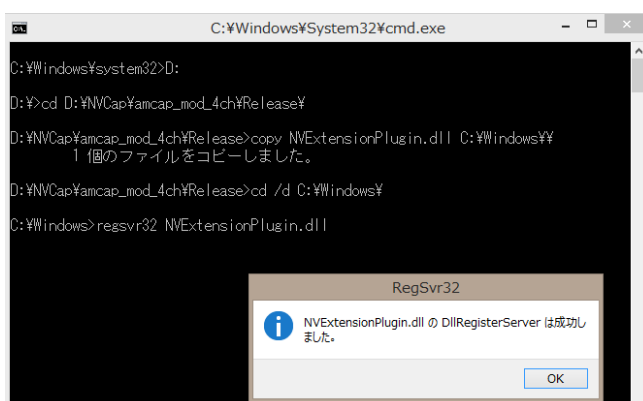 C:¥Windows¥System32¥cmd.exe
C:¥Windows¥system32>D:
D:¥>cd D:¥NVCap¥amcap_mod_4ch¥Release¥
D:¥NVCap¥amcap_mod_4ch¥Release>copy NVExtensionPlugin.dll C:¥Windows¥¥
1 個のファイルをコピーしました。
D:¥NVCap¥amcap_mod_4ch¥Release>cd /d C:¥Windows¥
C:¥Windows>regsvr32 NVExtensionPlugin.dll
RegSvr32
NVExtensionPlugin.dll の DllRegisterServer は成功し
ました。
OK